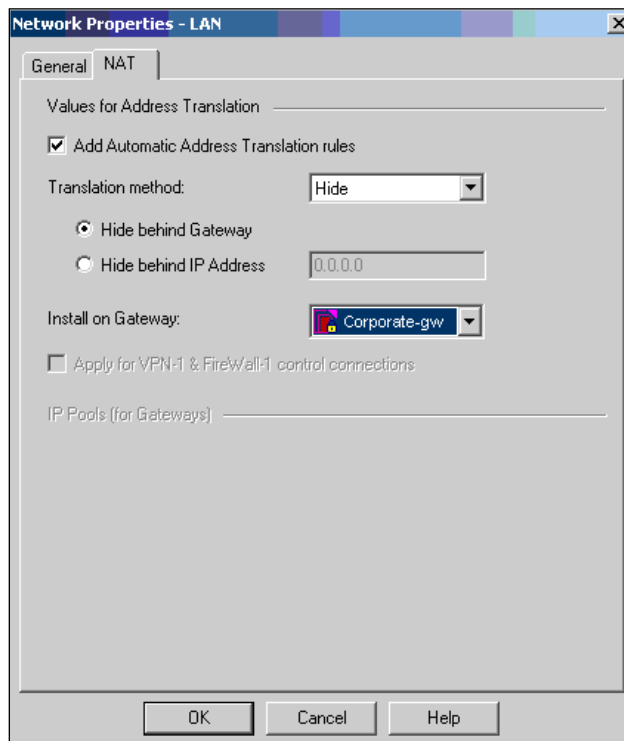 Network Properties - LAN
General NAT
Values for Address Translation
Add Automatic Address Translation rules
Translation method: Hide
Hide behind Gateway
Hide behind IP Address 0.0.0.0
Install on Gateway: Corporate-gw
Apply for VPN-1 & FireWall-1 control connections
IP Pools (for Gateways)
OK Cancel Help